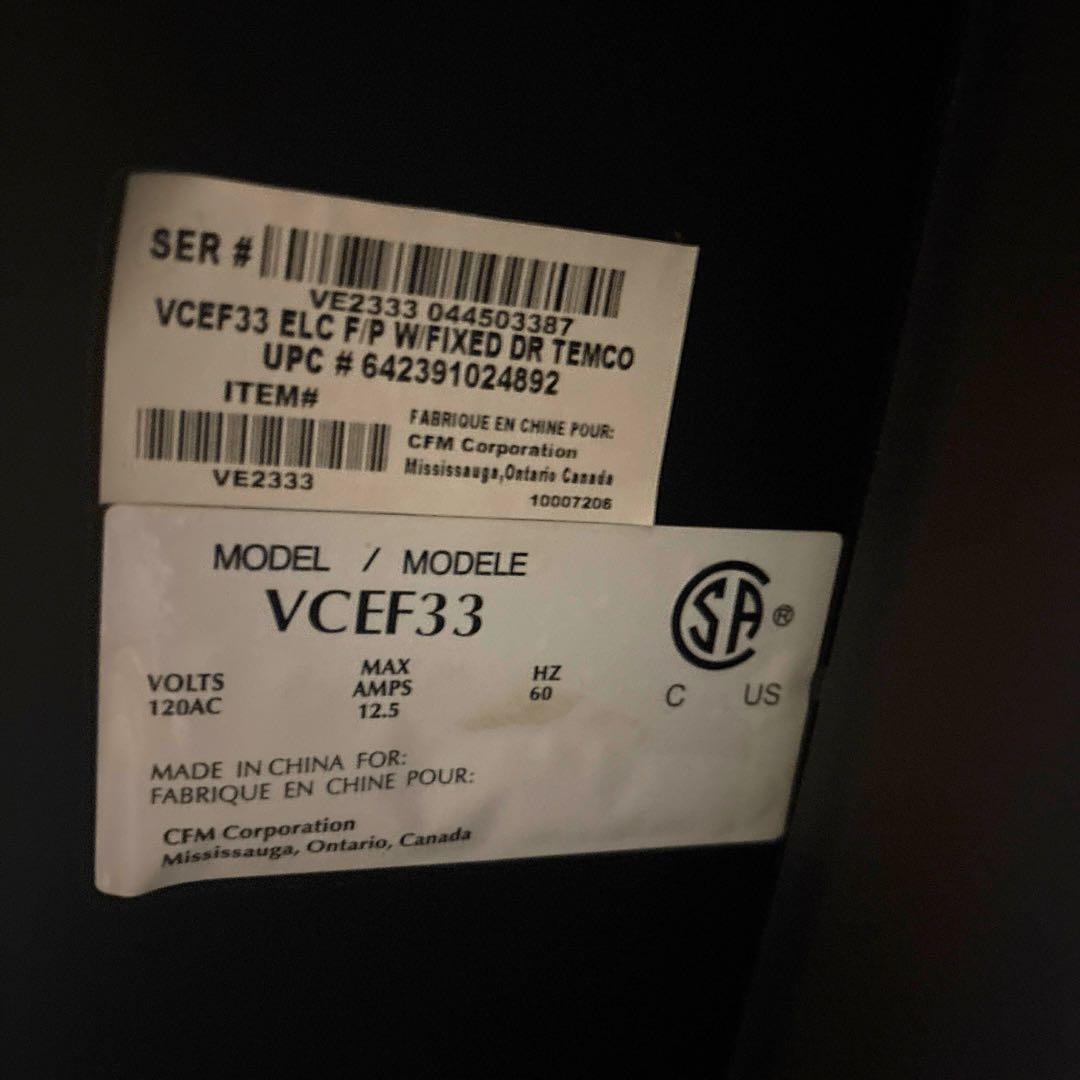 SER #
VE2333 044503387
VCEF33 ELC F/P W/FIXED DR TEMCO
UPC # 642391024892
ITEM#
VE2333
FABRIQUE EN CHINE POUR:
CFM Corporation
Mississauga,Ontario Canada
10007206
MODEL / MODELE
VCEF33
VOLTS
120AC
MAX
AMPS
12.5
HZ
60
SA ®
C US
MADE IN CHINA FOR:
FABRIQUE EN CHINE POUR:
CFM Corporation
Mississauga, Ontario, Canada